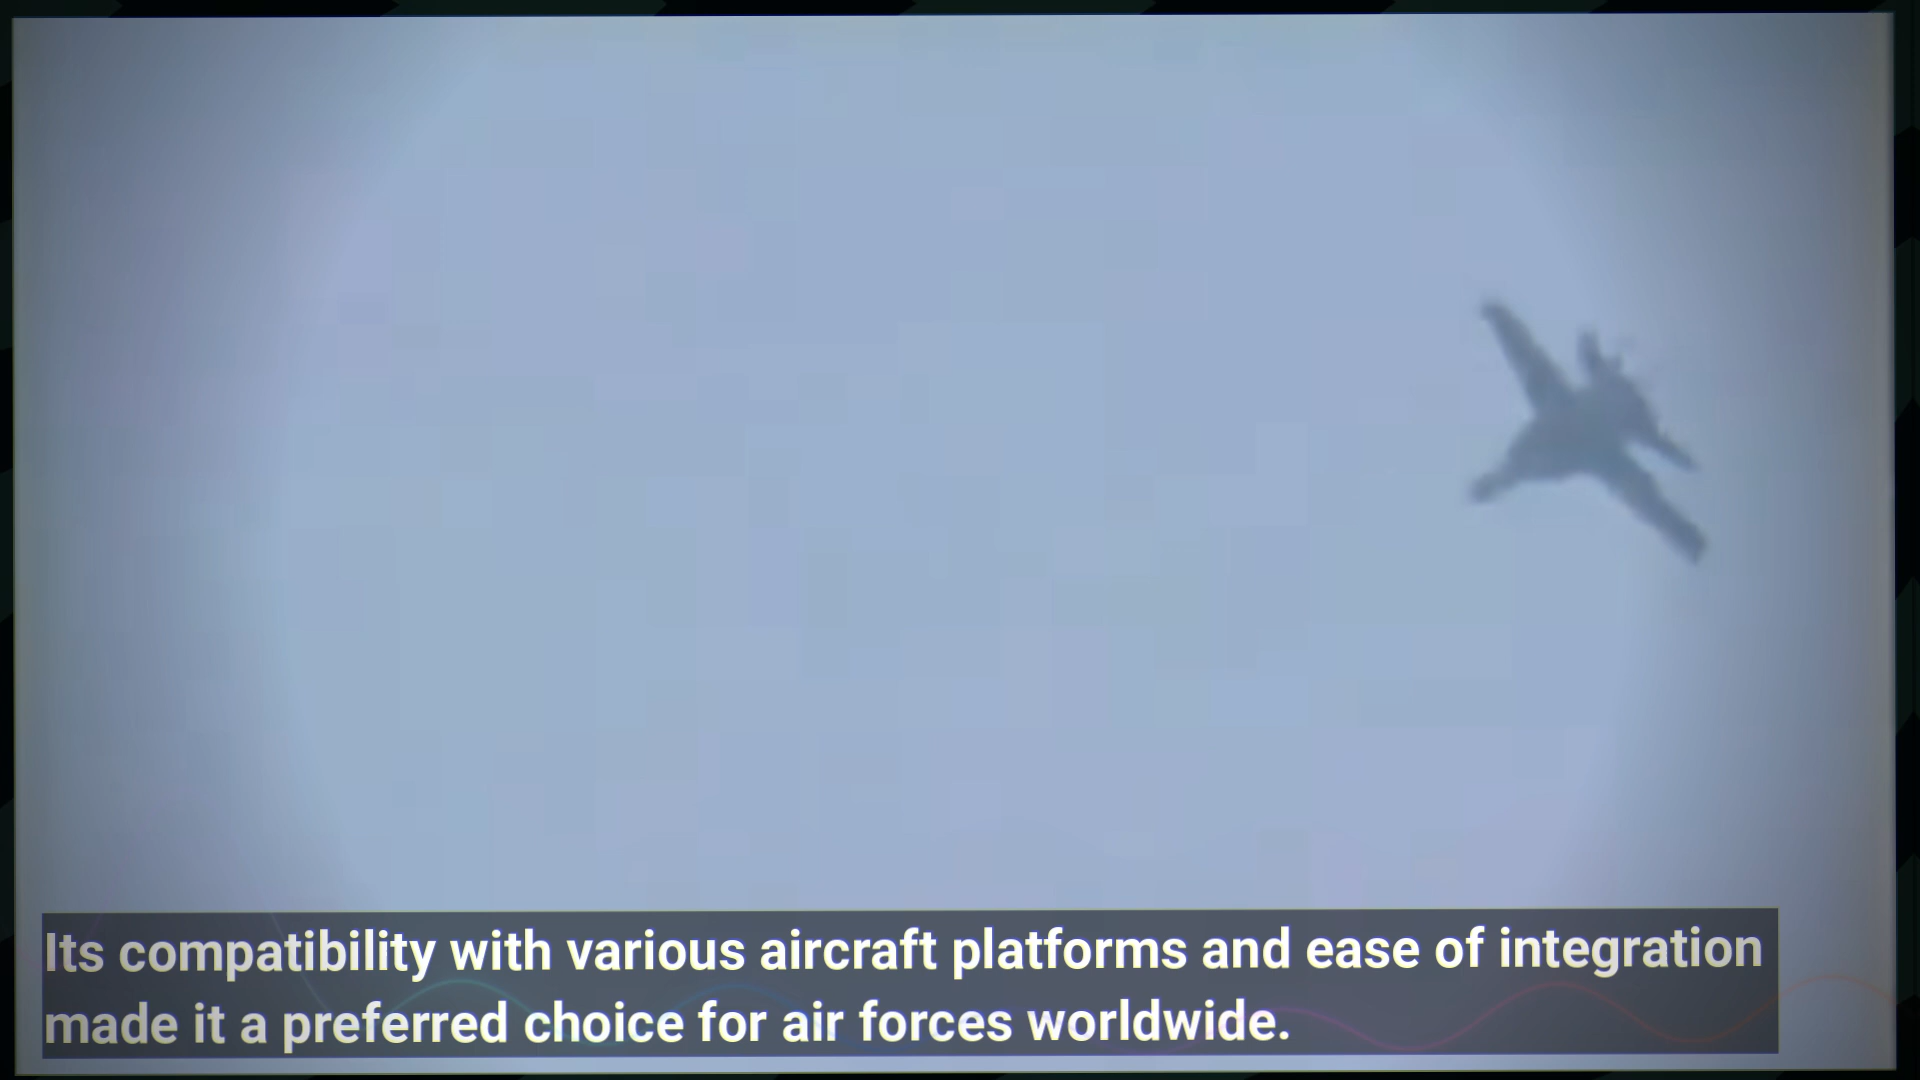 Its compatibility with various aircraft platforms and ease of integration
made it a preferred choice for air forces worldwide.